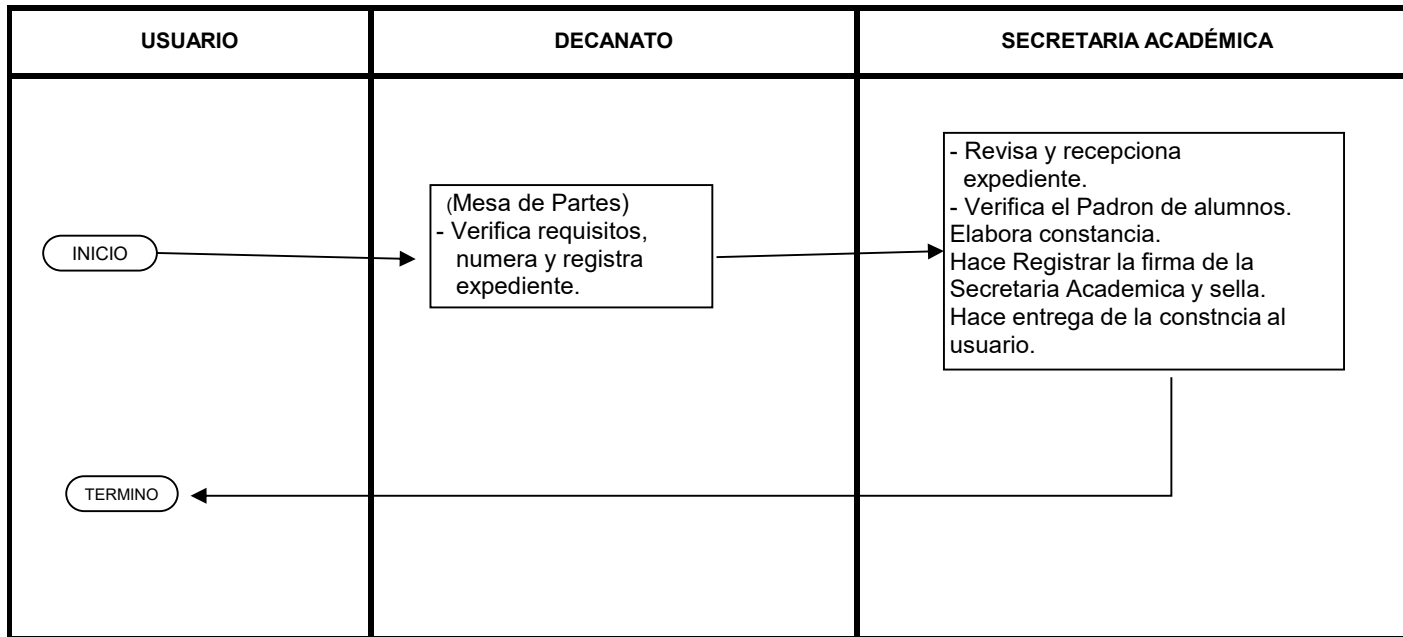 USUARIO
DECANATO
SECRETARIA ACADÉMICA
INICIO
(Mesa de Partes)
- Verifica requisitos,
numera y registra
expediente.
- Revisa y recepciona
expediente.
- Verifica el Padron de alumnos.
Elabora constancia.
Hace Registrar la firma de la
Secretaria Academica y sella.
Hace entrega de la constncia al
usuario.
TERMINO